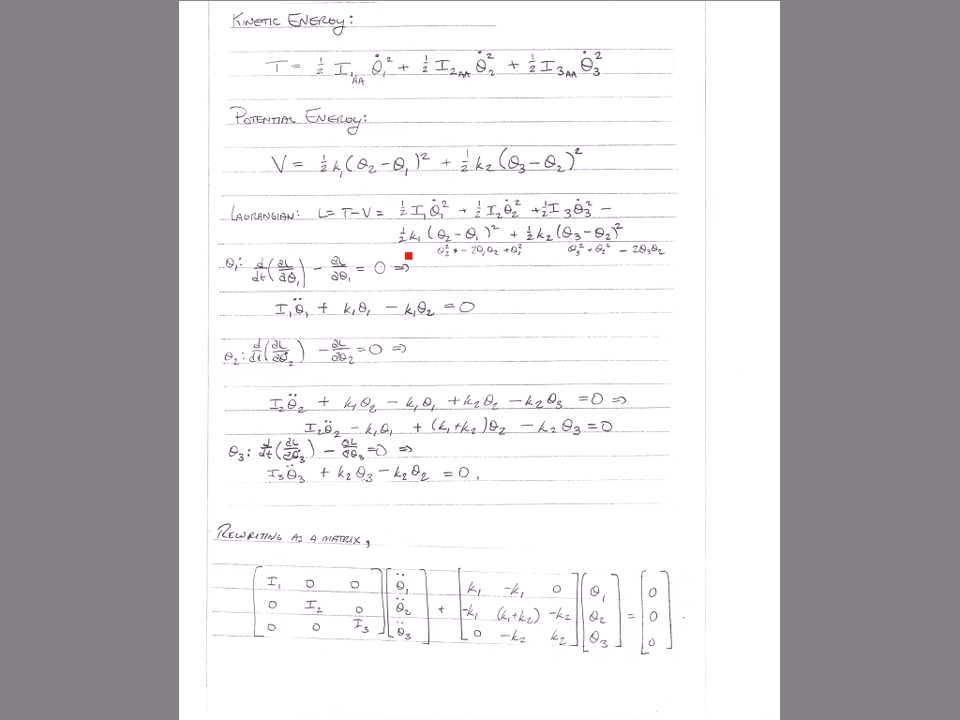 KINETIC ENERGY:
T = ½ I₁AA θ̇₁² + ½ I₂AA θ̇₂² + ½ I₃AA θ̇₃²
POTENTIAL ENERGY:
V = ½ k₁(θ₂ − θ₁)² + ½ k₂(θ₃ − θ₂)²
LAGRANGIAN: L = T − V = ½ I₁θ̇₁² + ½ I₂θ̇₂² + ½ I₃θ̇₃² −
½ k₁(θ₂ − θ₁)² + ½ k₂(θ₃ − θ₂)²
θ₂² + −2θ₁θ₂ + θ₁² θ₃² + θ₂² − 2θ₃θ₂
θ₁: d/dt(∂L/∂θ̇₁) − ∂L/∂θ₁ = 0 ⇒
I₁θ̈₁ + k₁θ₁ − k₁θ₂ = 0
θ₂: d/dt(∂L/∂θ̇₂) − ∂L/∂θ₂ = 0 ⇒
I₂θ̈₂ + k₁θ₂ − k₁θ₁ + k₂θ₂ − k₂θ₃ = 0 ⇒
I₂θ̈₂ − k₁θ₁ + (k₁+k₂)θ₂ − k₂θ₃ = 0
θ₃: d/dt(∂L/∂θ̇₃) − ∂L/∂θ₃ = 0 ⇒
I₃θ̈₃ + k₂θ₃ − k₂θ₂ = 0.
REWRITING AS A MATRIX,
[I₁ 0 0] [θ̈₁] [k₁ −k₁ 0] [θ₁] [0]
[0 I₂ 0] [θ̈₂] + [−k₁ (k₁+k₂) −k₂] [θ₂] = [0].
[0 0 I₃] [θ̈₃] [0 −k₂ k₂] [θ₃] [0]